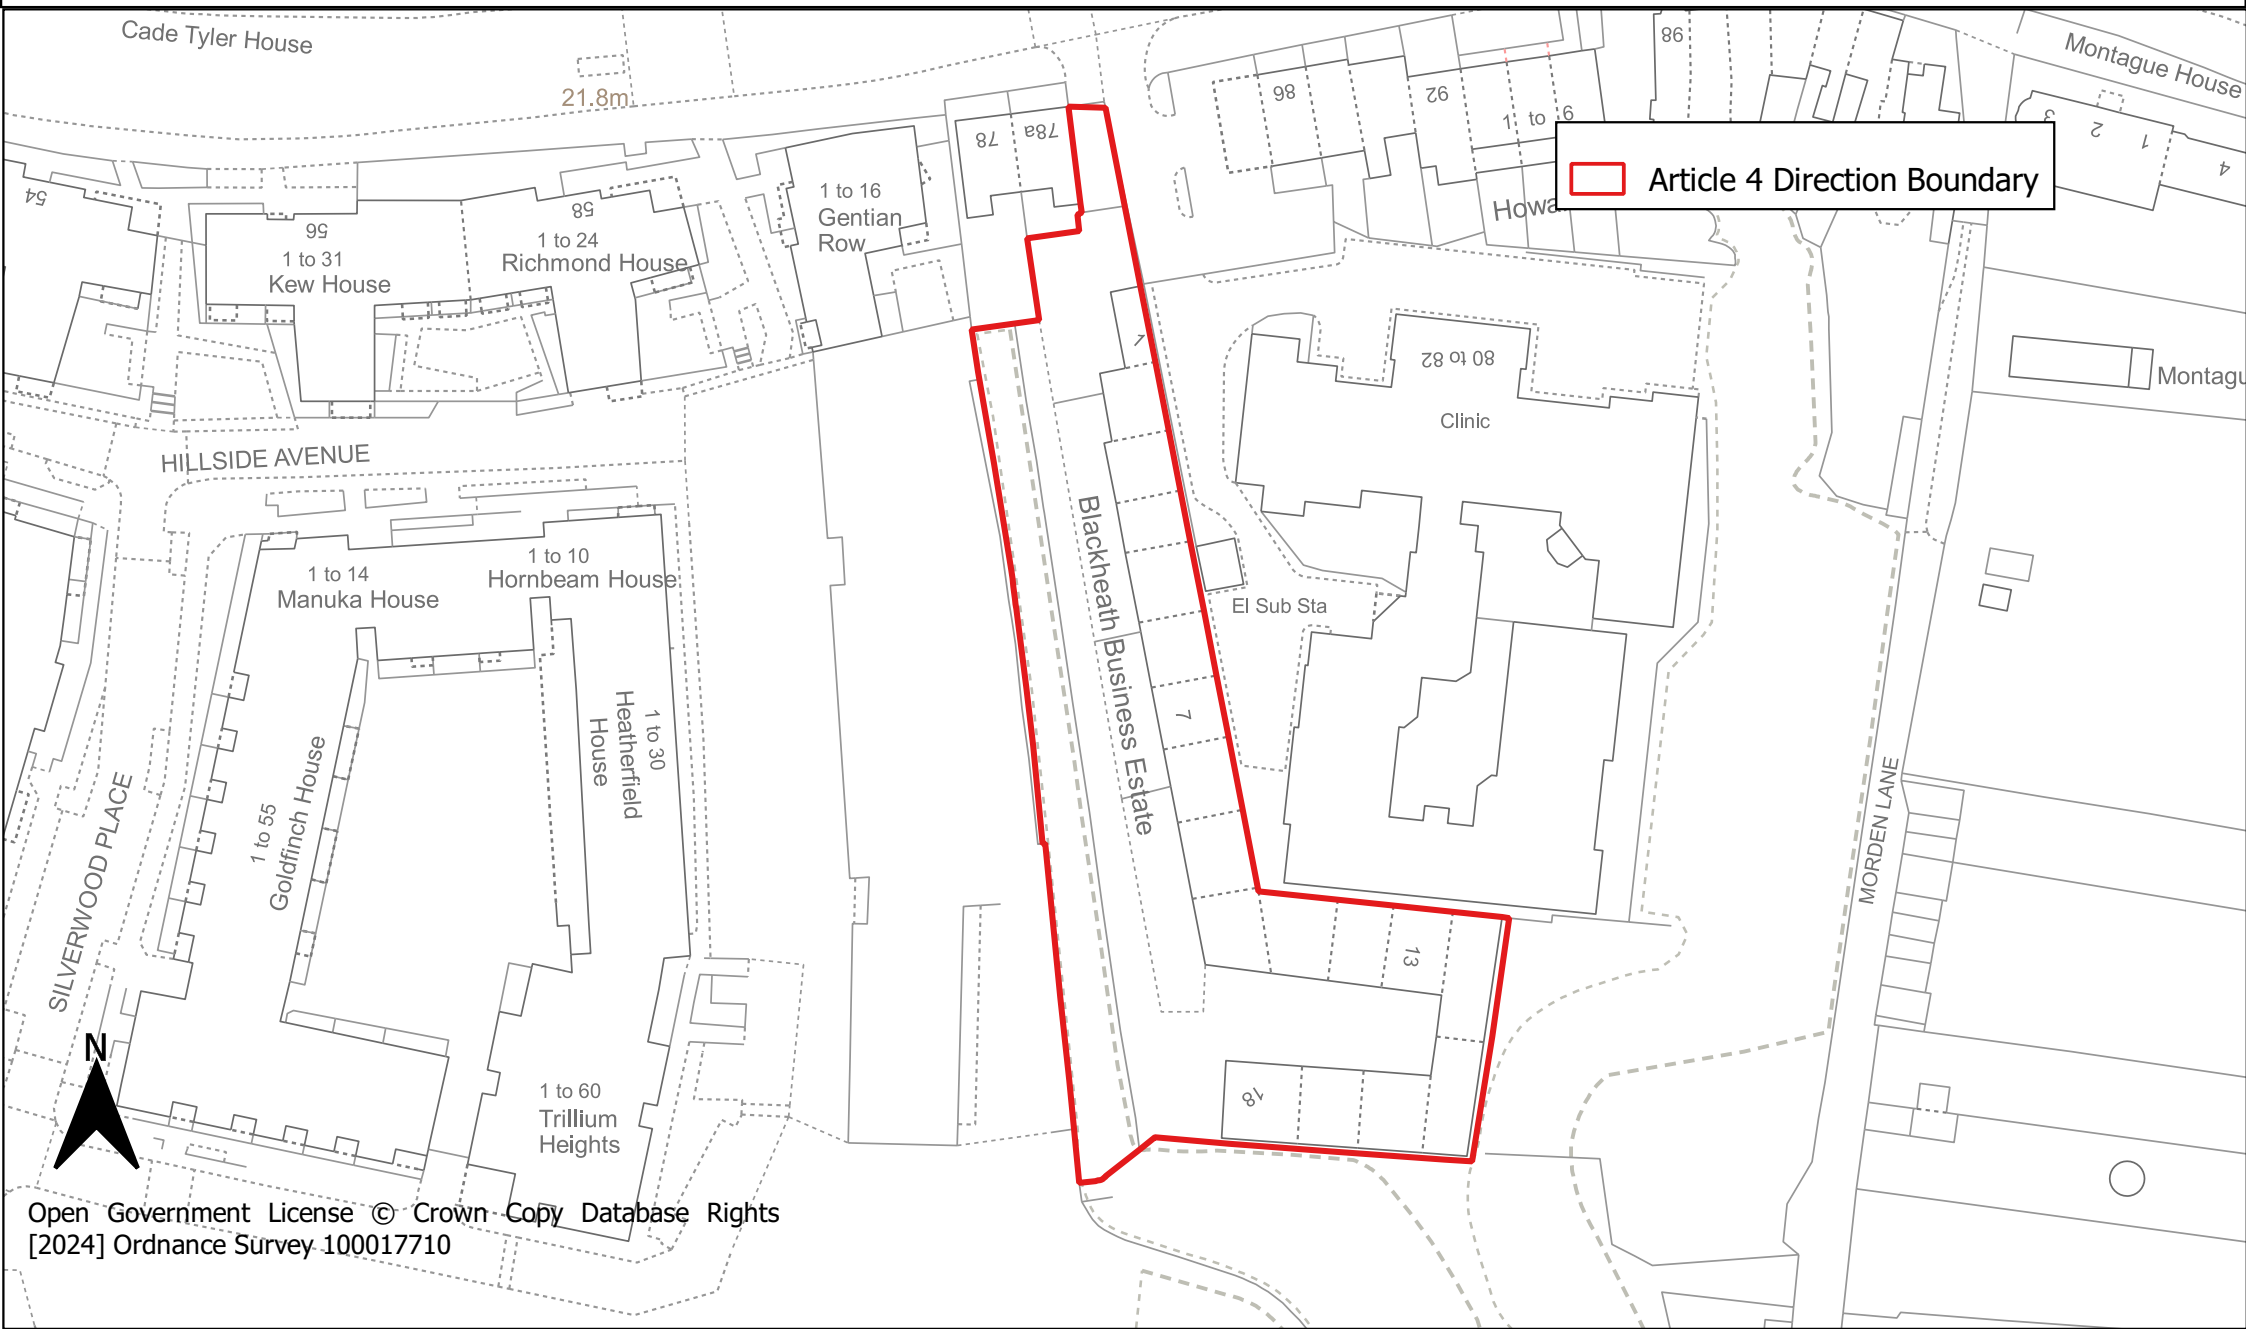 Cade Tyler House
21.8m
98
Montague House
86
92
1 to 6
78
78a
3
2
1
4
Article 4 Direction Boundary
54
56
1 to 31
Kew House
58
1 to 24
Richmond House
1 to 16
Gentian
Row
1
80 to 82
Clinic
HILLSIDE AVENUE
1 to 14
Manuka House
1 to 10
Hornbeam House
Blackheath Business Estate
El Sub Sta
7
1 to 30
Heatherfield
House
1 to 55
Goldfinch House
SILVERWOOD PLACE
MORDEN LANE
13
18
N
1 to 60
Trillium
Heights
Open Government License © Crown Copy Database Rights
[2024] Ordnance Survey 100017710